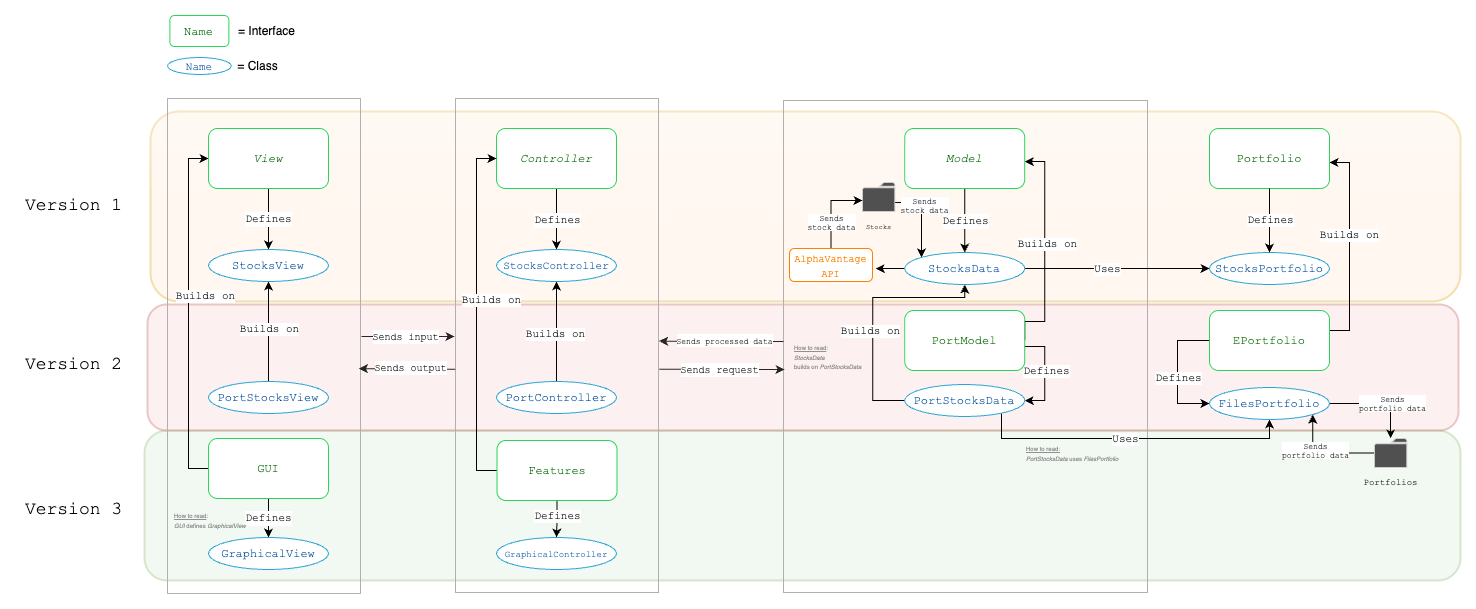 Name
= Interface
Name
= Class
Version 1
View
Controller
Model
Portfolio
Defines
Defines
Sends
stock data
Stocks
Sends
stock data
Defines
Defines
Builds on
Builds on
StocksView
StocksController
AlphaVantage
API
StocksData
Uses
StocksPortfolio
Builds on
Builds on
Version 2
Builds on
Sends input
Sends output
Builds on
Sends processed data
Sends request
How to read:
StocksData
builds on PortStocksData
Builds on
PortModel
Defines
EPortfolio
Defines
PortStocksView
PortController
PortStocksData
FilesPortfolio
Sends
portfolio data
Uses
How to read:
PortStocksData uses FilesPortfolio
Sends
portfolio data
Portfolios
Version 3
GUI
Features
How to read:
GUI defines GraphicalView
Defines
Defines
GraphicalView
GraphicalController